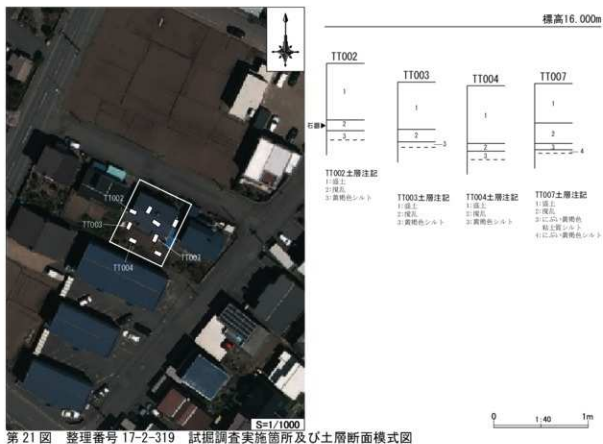 標高16.000m
TT002
1
2
3
石器
TT003
1
2
3
TT004
1
2
3
TT007
1
2
3
4
TT002土層注記
1:盛土
2:撹乱
3:黄褐色シルト
TT003土層注記
1:盛土
2:撹乱
3:黄褐色シルト
TT004土層注記
1:盛土
2:撹乱
3:黄褐色シルト
TT007土層注記
1:盛土
2:撹乱
3:にぶい黄褐色
粘土質シルト
4:にぶい黄褐色シルト
TT002
TT003
TT004
S=1/1000
0 1:40 1m
第21図 整理番号 17-2-319 試掘調査実施箇所及び土層断面模式図